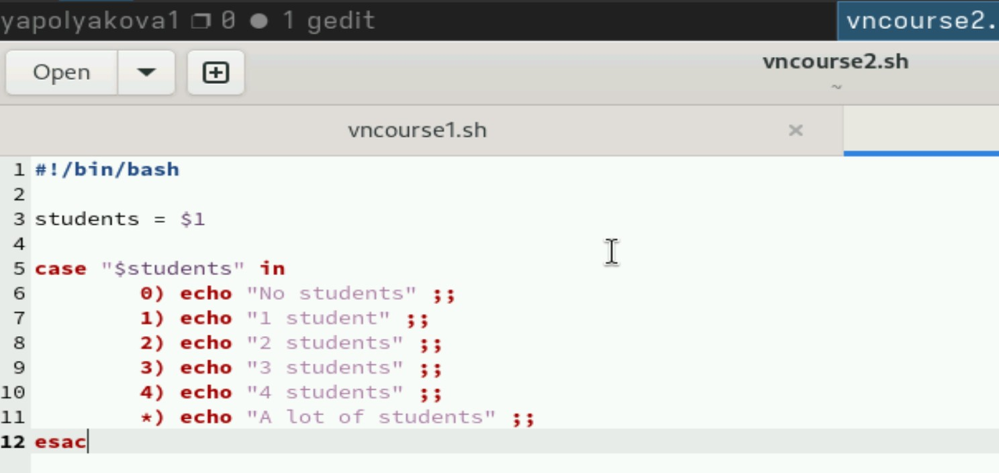 yapolyakova1 0 ● 1 gedit vncourse2.
Open vncourse2.sh
~
vncourse1.sh ×
1 #!/bin/bash
2
3 students = $1
4
5 case "$students" in
6         0) echo "No students" ;;
7         1) echo "1 student" ;;
8         2) echo "2 students" ;;
9         3) echo "3 students" ;;
10         4) echo "4 students" ;;
11         *) echo "A lot of students" ;;
12 esac